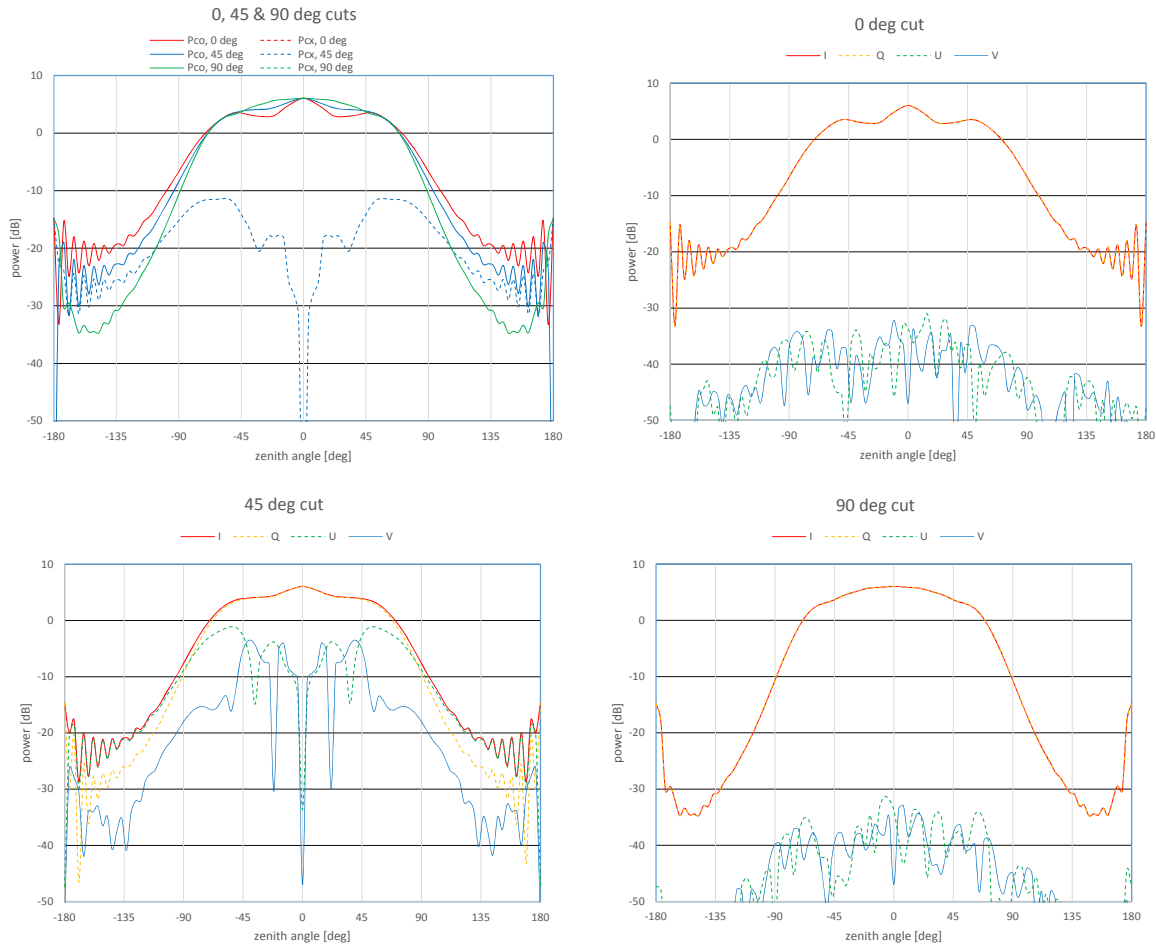 0, 45 & 90 deg cuts
Pco, 0 deg Pcx, 0 deg
Pco, 45 deg Pcx, 45 deg
Pco, 90 deg Pcx, 90 deg
10
0
-10
-20
-30
-40
-50
power [dB]
-180 -135 -90 -45 0 45 90 135 180
zenith angle [deg]
0 deg cut
I Q U V
10
0
-10
-20
-30
-40
-50
power [dB]
-180 -135 -90 -45 0 45 90 135 180
zenith angle [deg]
45 deg cut
I Q U V
10
0
-10
-20
-30
-40
-50
power [dB]
-180 -135 -90 -45 0 45 90 135 180
zenith angle [deg]
90 deg cut
I Q U V
10
0
-10
-20
-30
-40
-50
power [dB]
-180 -135 -90 -45 0 45 90 135 180
zenith angle [deg]